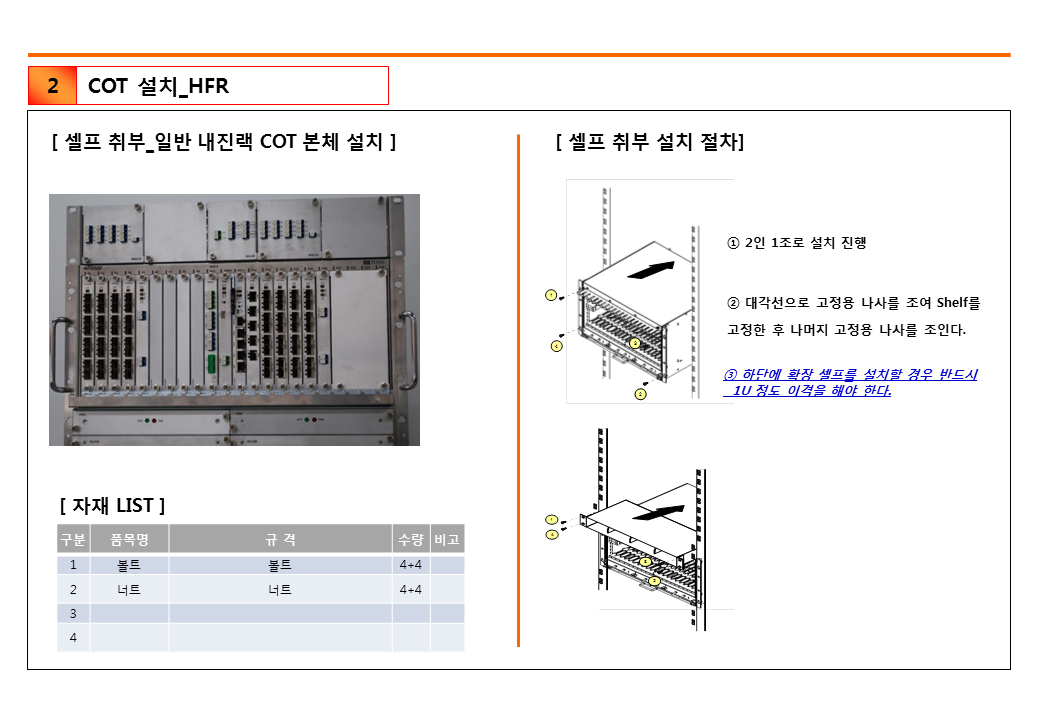 2 COT 설치_HFR
[ 셀프 취부_일반 내진랙 COT 본체 설치 ]
[ 자재 LIST ]
구분 품목명 규 격 수량 비고
1 볼트 볼트 4+4
2 너트 너트 4+4
3
4
[ 셀프 취부 설치 절차]
① 2인 1조로 설치 진행
② 대각선으로 고정용 나사를 조여 Shelf를
고정한 후 나머지 고정용 나사를 조인다.
③ 하단에 확장 셀프를 설치할 경우 반드시
1U 정도 이격을 해야 한다.